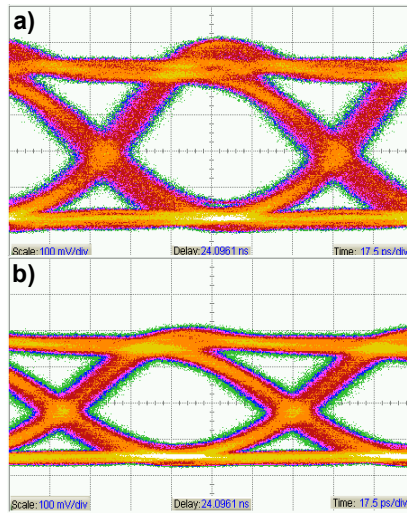 a)
Scale:100 mV/div Delay:24.0961 ns Time: 17.5 ps/div
b)
Scale:100 mV/div Delay:24.0961 ns Time:17.5 ps/div